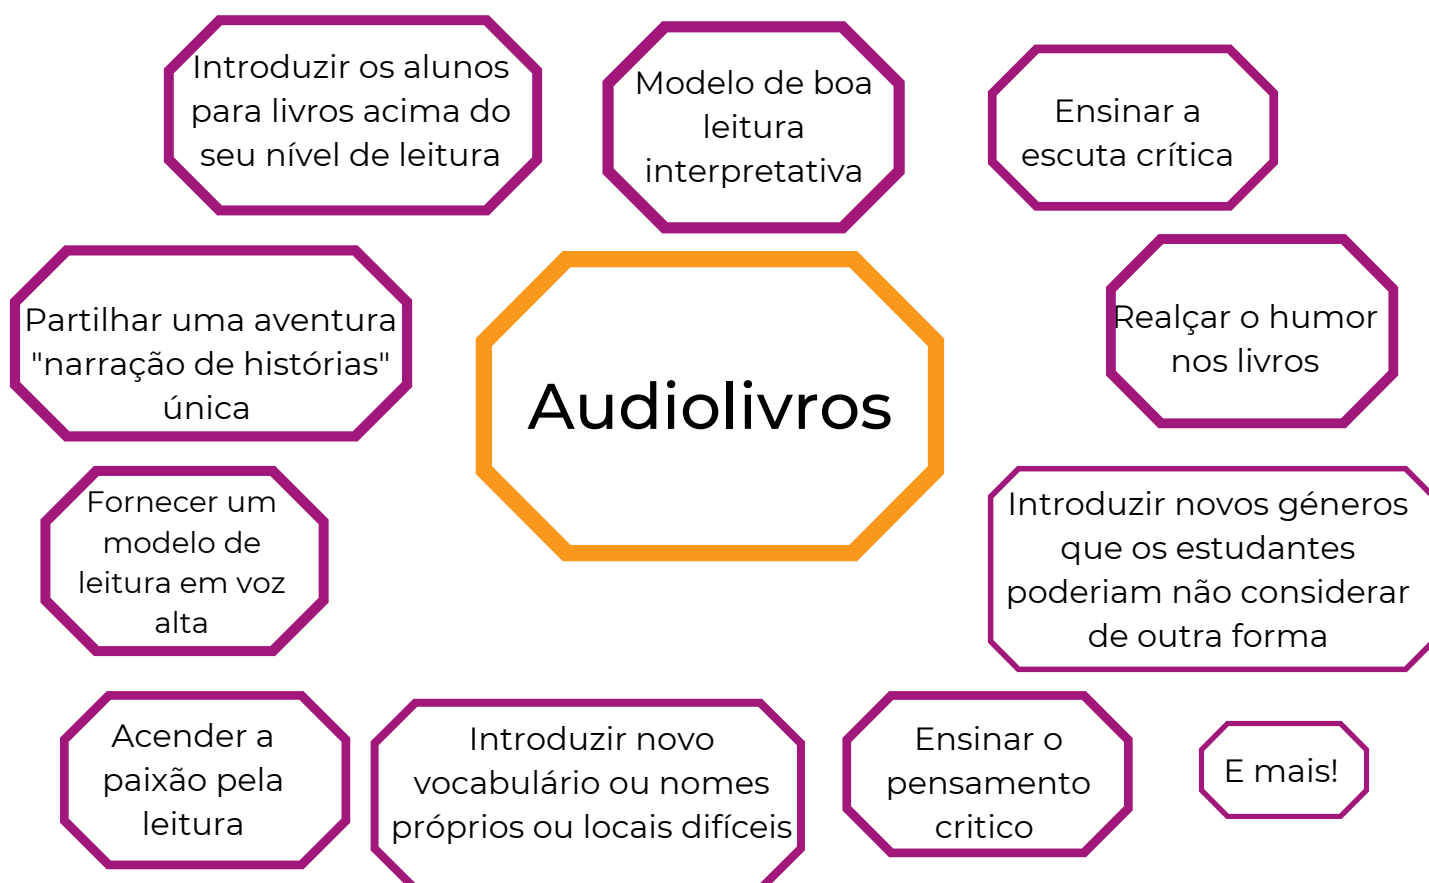 Introduzir os alunos
para livros acima do
seu nível de leitura
Modelo de boa
leitura
interpretativa
Ensinar a
escuta crítica
Partilhar uma aventura
"narração de histórias"
única
Audiolivros
Realçar o humor
nos livros
Fornecer um
modelo de
leitura em voz
alta
Introduzir novos géneros
que os estudantes
poderiam não considerar
de outra forma
Acender a
paixão pela
leitura
Introduzir novo
vocabulário ou nomes
próprios ou locais difíceis
Ensinar o
pensamento
critico
E mais!